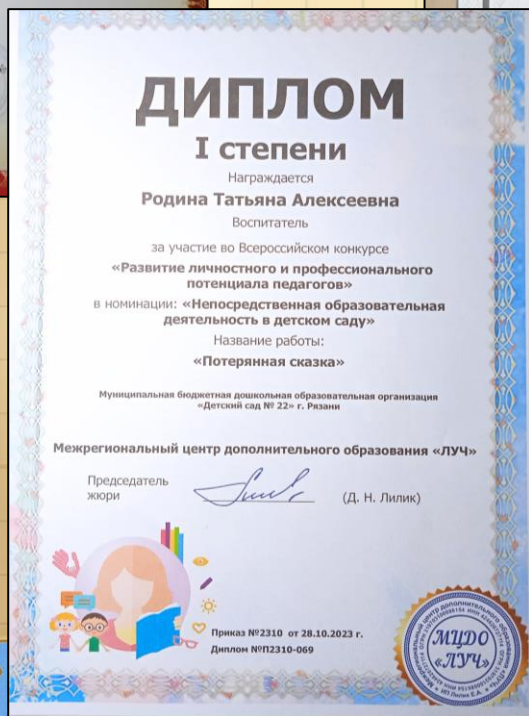 ДИПЛОМ
I степени
Награждается
Родина Татьяна Алексеевна
Воспитатель
за участие во Всероссийском конкурсе
«Развитие личностного и профессионального
потенциала педагогов»
в номинации: «Непосредственная образовательная
деятельность в детском саду»
Название работы:
«Потерянная сказка»
Муниципальная бюджетная дошкольная образовательная организация
«Детский сад № 22» г. Рязани
Межрегиональный центр дополнительного образования «ЛУЧ»
Председатель
жюри
(Д. Н. Лилик)
Приказ №2310 от 28.10.2023 г.
Диплом №П2310-069
МЦДО
«ЛУЧ»